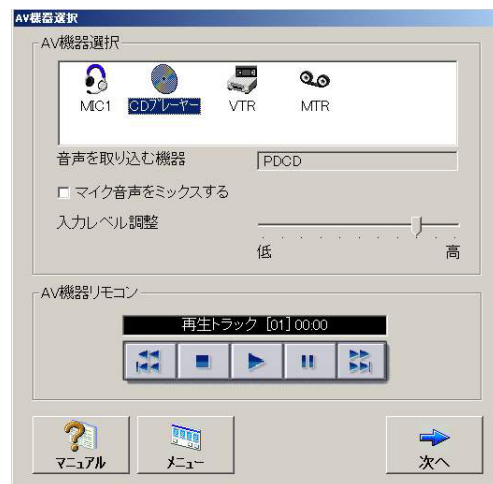 AV機器選択
AV機器選択
MIC1 CDプレーヤー VTR MTR
音声を取り込む機器 PDCD
マイク音声をミックスする
入力レベル調整
低 高
AV機器リモコン
再生トラック [01] 00:00
マニュアル メニュー 次へ